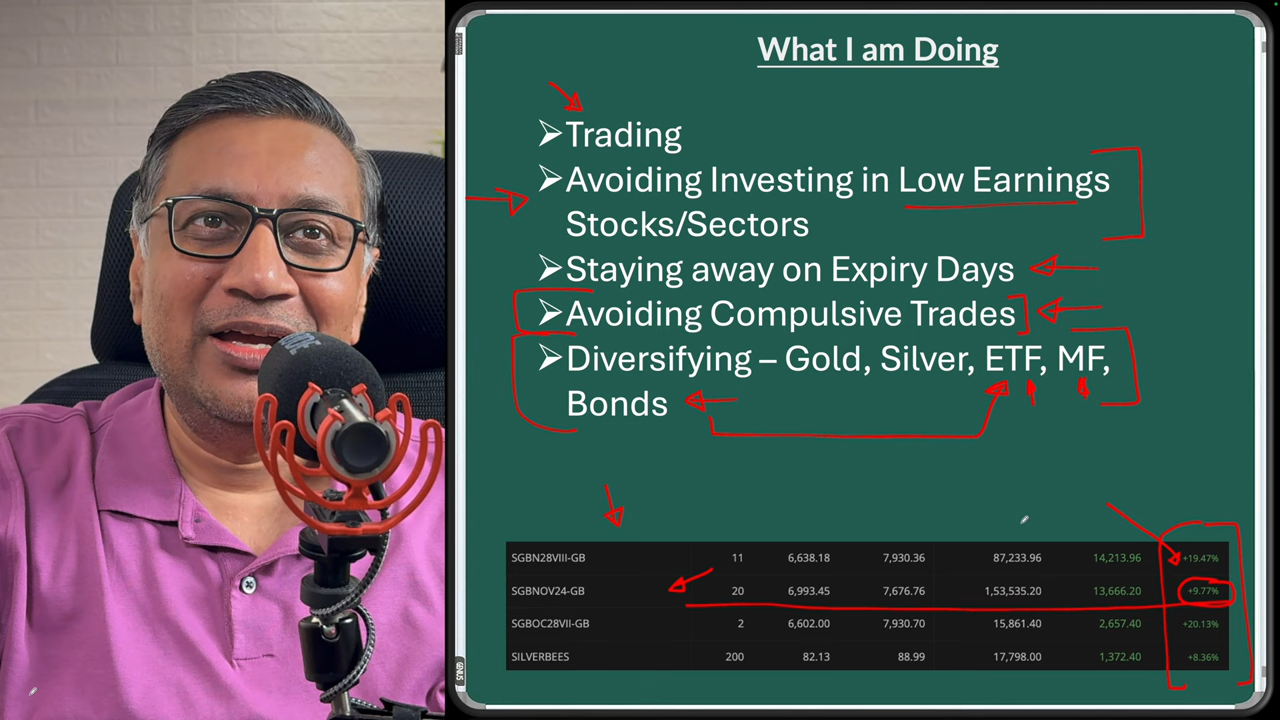 What I am Doing
➢Trading
➢Avoiding Investing in Low Earnings
Stocks/Sectors
➢Staying away on Expiry Days
➢Avoiding Compulsive Trades
➢Diversifying – Gold, Silver, ETF, MF,
Bonds
SGBN28VIII-GB 11 6,638.18 7,930.36 87,233.96 14,213.96 +19.47%
SGBNOV24-GB 20 6,993.45 7,676.76 1,53,535.20 13,666.20 +9.77%
SGBOC28VII-GB 2 6,602.00 7,930.70 15,861.40 2,657.40 +20.13%
SILVERBEES 200 82.13 88.99 17,798.00 1,372.40 +8.36%